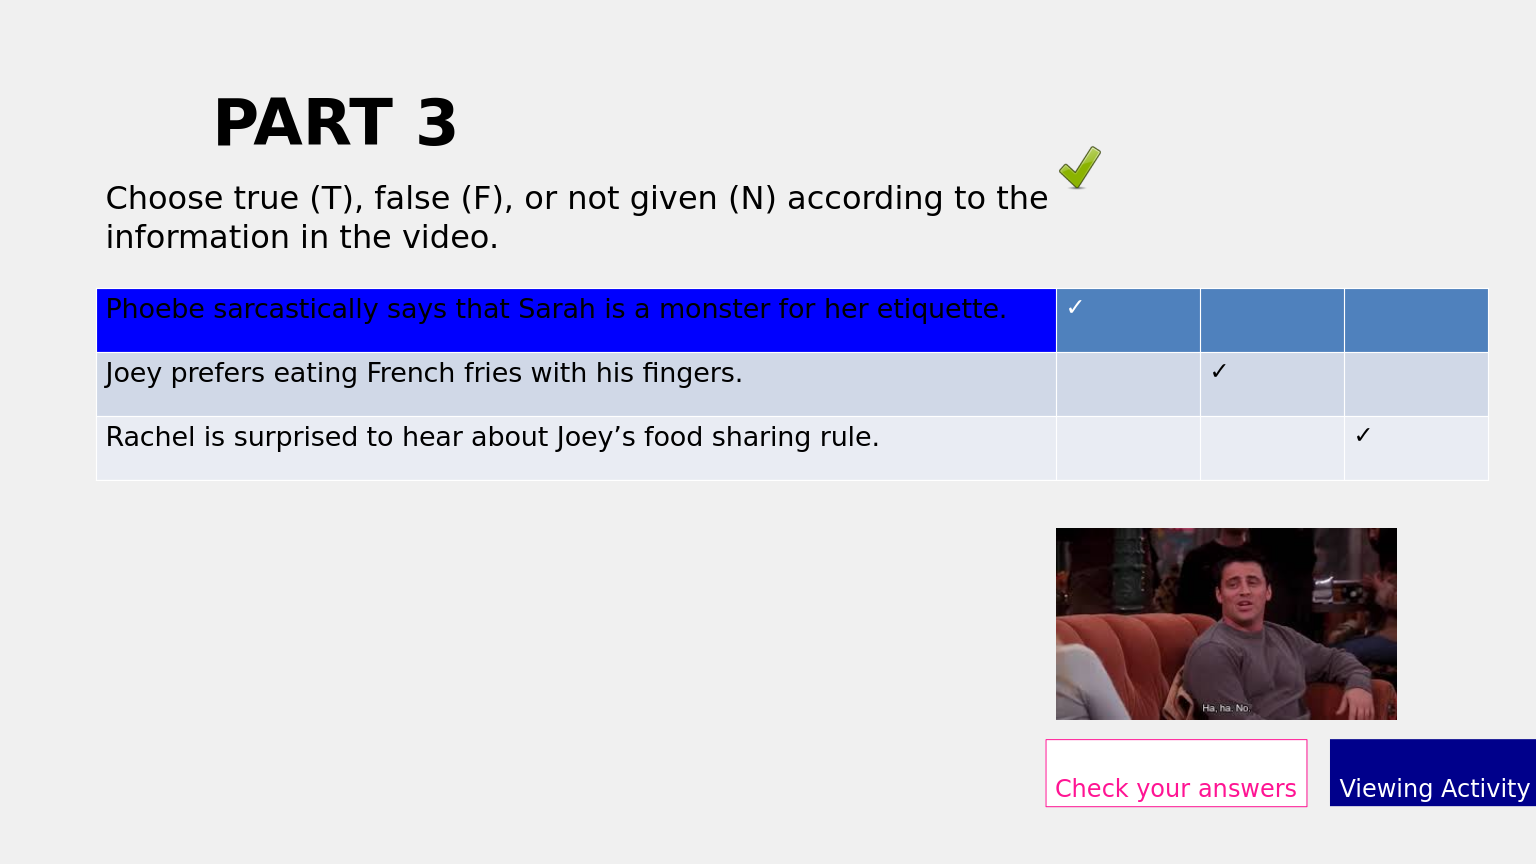 PART 3
Choose true (T), false (F), or not given (N) according to the
information in the video.
Phoebe sarcastically says that Sarah is a monster for her etiquette. ✓
Joey prefers eating French fries with his fingers. ✓
Rachel is surprised to hear about Joey’s food sharing rule. ✓
Ha, ha. No.
Check your answers
Viewing Activity